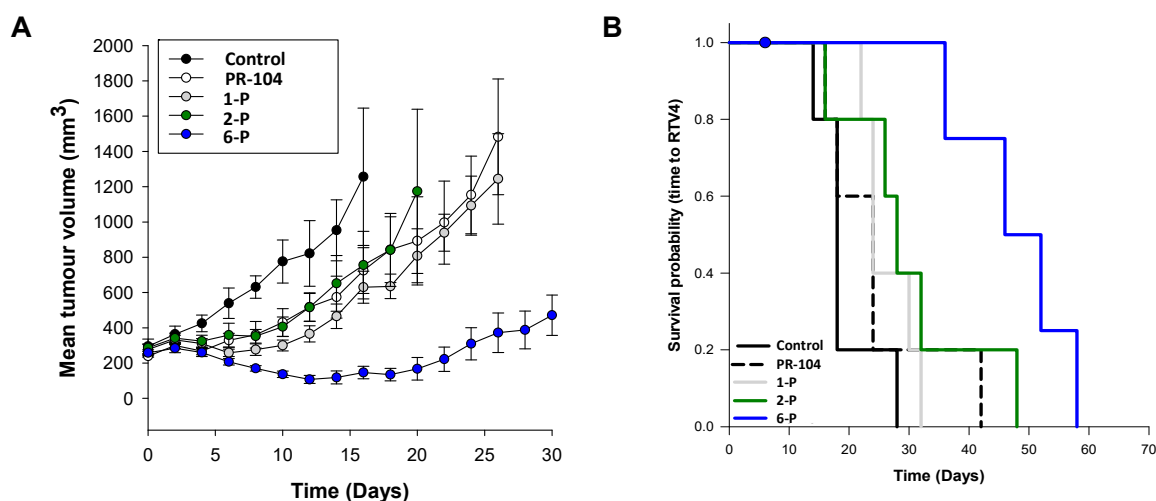 A
Mean tumour volume (mm3)
2000
1800
1600
1400
1200
1000
800
600
400
200
0
Control
PR-104
1-P
2-P
6-P
0 5 10 15 20 25 30
Time (Days)
B
Survival probability (time to RTV4)
1.0
0.8
0.6
0.4
0.2
0.0
Control
PR-104
1-P
2-P
6-P
0 10 20 30 40 50 60 70
Time (Days)